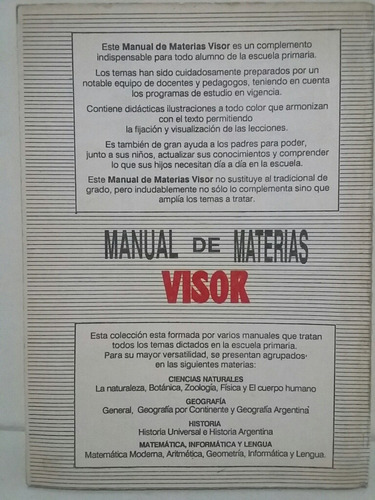 Este Manual de Materias Visor es un complemento
indispensable para todo alumno de la escuela primaria.
Los temas han sido cuidadosamente preparados por un
notable equipo de docentes y pedagogos, teniendo en cuenta
los programas de estudio en vigencia.
Contiene didácticas ilustraciones a todo color que armonizan
con el texto permitiendo
la fijación y visualización de las lecciones.
Es también de gran ayuda a los padres para poder,
junto a sus niños, actualizar sus conocimientos y comprender
lo que sus hijos necesitan día a día en la escuela.
Este Manual de Materias Visor no sustituye al tradicional de
grado, pero indudablemente no sólo lo complementa sino que
amplía los temas a tratar.
MANUAL DE MATERIAS
VISOR
Esta colección esta formada por varios manuales que tratan
todos los temas dictados en la escuela primaria.
Para su mayor versatilidad, se presentan agrupados
en las siguientes materias:
CIENCIAS NATURALES
La naturaleza, Botánica, Zoología, Física y El cuerpo humano
GEOGRAFÍA
General, Geografía por Continente y Geografía Argentina
HISTORIA
Historia Universal e Historia Argentina
MATEMÁTICA, INFORMÁTICA Y LENGUA
Matemática Moderna, Aritmética, Geometría, Informática y Lengua.